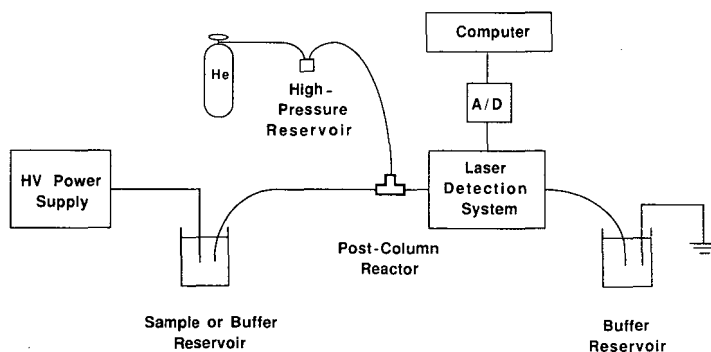 Computer
He
High-
Pressure
Reservoir
A/D
HV Power
Supply
Laser
Detection
System
Post-Column
Reactor
Sample or Buffer
Reservoir
Buffer
Reservoir